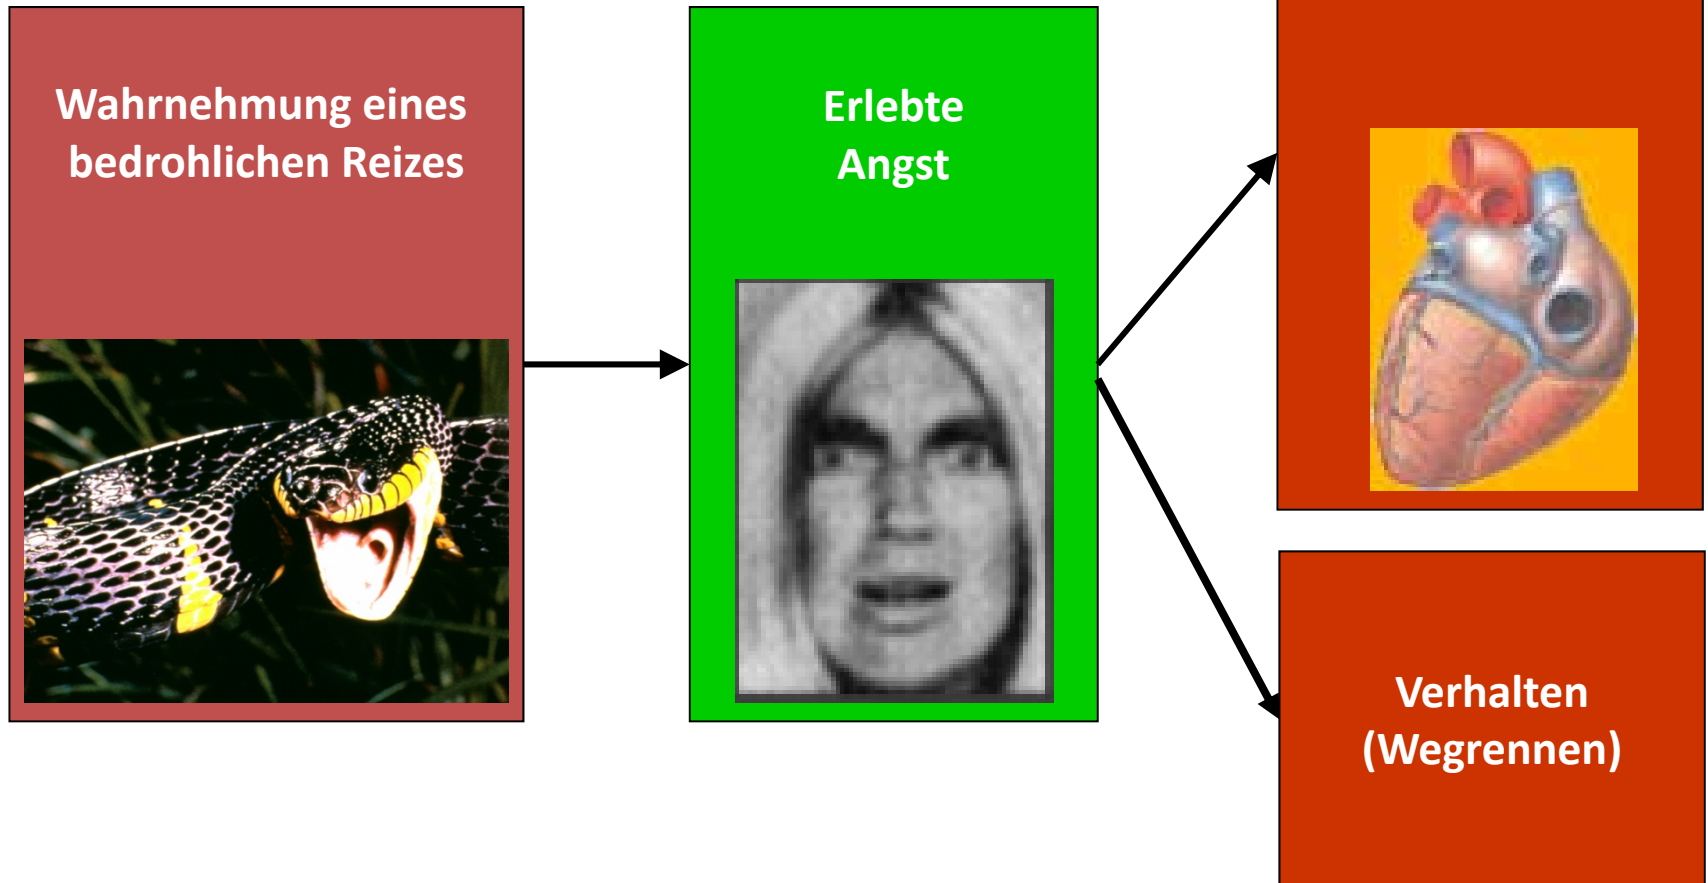 Wahrnehmung eines
bedrohlichen Reizes
Erlebte
Angst
Verhalten
(Wegrennen)